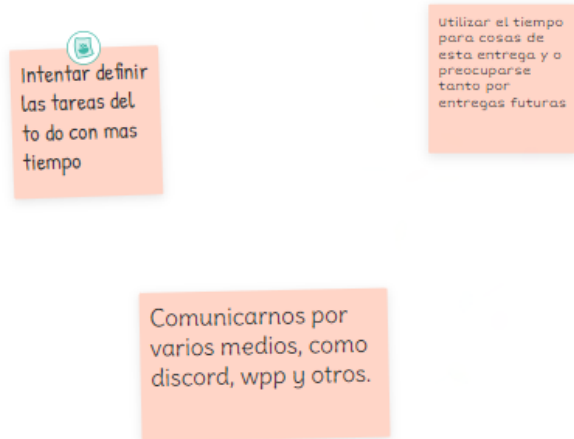 Intentar definir
las tareas del
to do con mas
tiempo
Utilizar el tiempo
para cosas de
esta entrega y o
preocuparse
tanto por
entregas futuras
Comunicarnos por
varios medios, como
discord, wpp y otros.